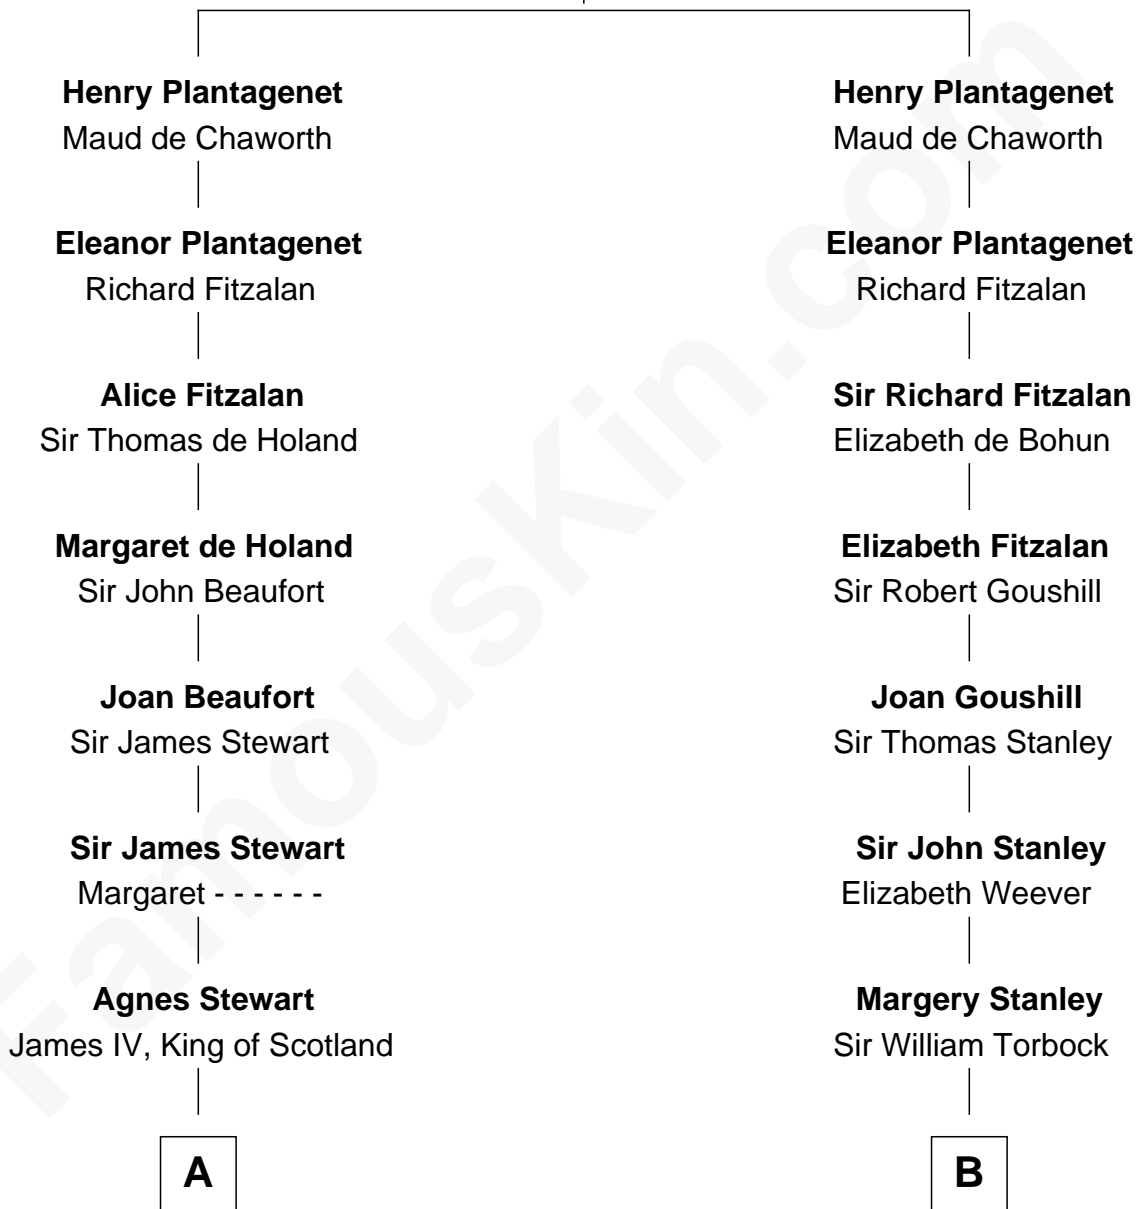 Henry Plantagenet
Maud de Chaworth
Eleanor Plantagenet
Richard Fitzalan
Alice Fitzalan
Sir Thomas de Holand
Margaret de Holand
Sir John Beaufort
Joan Beaufort
Sir James Stewart
Sir James Stewart
Margaret - - - - - -
Agnes Stewart
James IV, King of Scotland
A
Henry Plantagenet
Maud de Chaworth
Eleanor Plantagenet
Richard Fitzalan
Sir Richard Fitzalan
Elizabeth de Bohun
Elizabeth Fitzalan
Sir Robert Goushill
Joan Goushill
Sir Thomas Stanley
Sir John Stanley
Elizabeth Weever
Margery Stanley
Sir William Torbock
B
FamousKin.com